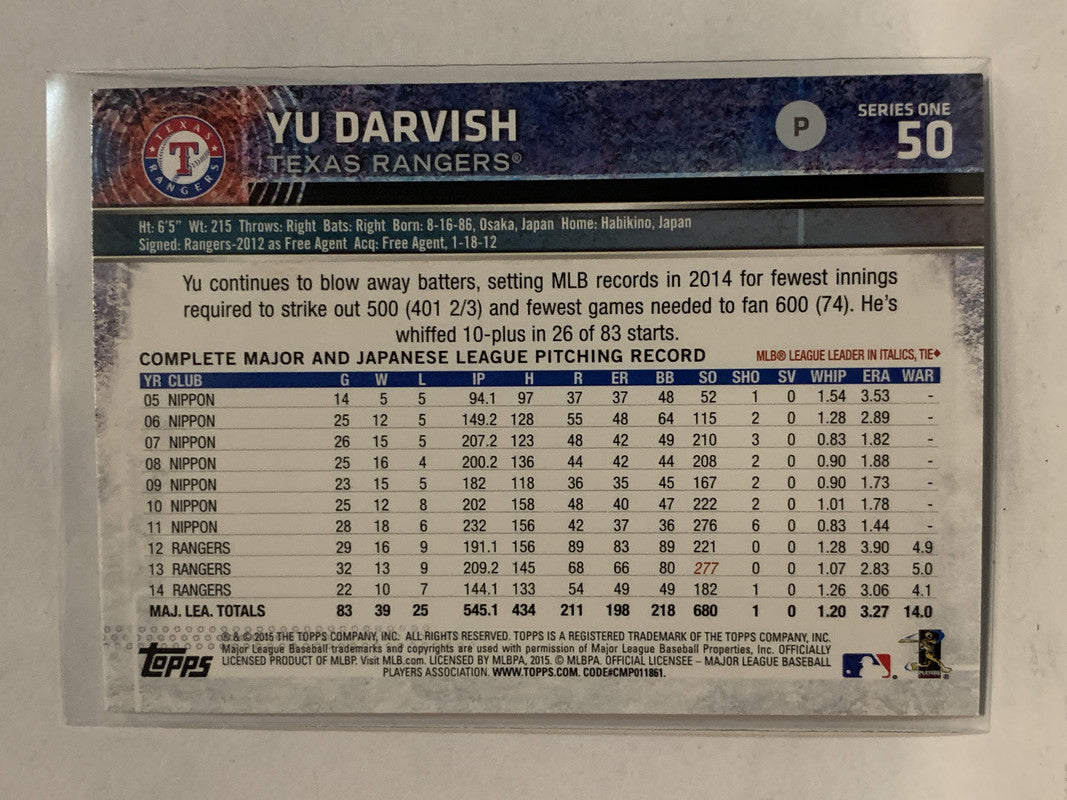 TEXAS RANGERS
T
YU DARVISH
TEXAS RANGERS®
P
SERIES ONE
50
Ht: 6'5" Wt: 215 Throws: Right Bats: Right Born: 8-16-86, Osaka, Japan Home: Habikino, Japan
Signed: Rangers-2012 as Free Agent Acq: Free Agent, 1-18-12
Yu continues to blow away batters, setting MLB records in 2014 for fewest innings
required to strike out 500 (401 2/3) and fewest games needed to fan 600 (74). He's
whiffed 10-plus in 26 of 83 starts.
COMPLETE MAJOR AND JAPANESE LEAGUE PITCHING RECORD MLB® LEAGUE LEADER IN ITALICS, TIE♦
YR CLUB G W L IP H R ER BB SO SHO SV WHIP ERA WAR
05 NIPPON 14 5 5 94.1 97 37 37 48 52 1 0 1.54 3.53 -
06 NIPPON 25 12 5 149.2 128 55 48 64 115 2 0 1.28 2.89 -
07 NIPPON 26 15 5 207.2 123 48 42 49 210 3 0 0.83 1.82 -
08 NIPPON 25 16 4 200.2 136 44 42 44 208 2 0 0.90 1.88 -
09 NIPPON 23 15 5 182 118 36 35 45 167 2 0 0.90 1.73 -
10 NIPPON 25 12 8 202 158 48 40 47 222 2 0 1.01 1.78 -
11 NIPPON 28 18 6 232 156 42 37 36 276 6 0 0.83 1.44 -
12 RANGERS 29 16 9 191.1 156 89 83 89 221 0 0 1.28 3.90 4.9
13 RANGERS 32 13 9 209.2 145 68 66 80 277 0 0 1.07 2.83 5.0
14 RANGERS 22 10 7 144.1 133 54 49 49 182 1 0 1.26 3.06 4.1
MAJ. LEA. TOTALS 83 39 25 545.1 434 211 198 218 680 1 0 1.20 3.27 14.0
® & © 2015 THE TOPPS COMPANY, INC. ALL RIGHTS RESERVED. TOPPS IS A REGISTERED TRADEMARK OF THE TOPPS COMPANY, INC.
Major League Baseball trademarks and copyrights are used with permission of Major League Baseball Properties, Inc. OFFICIALLY
LICENSED PRODUCT OF MLBP. Visit MLB.com. LICENSED BY MLBPA, 2015. © MLBPA. OFFICIAL LICENSEE – MAJOR LEAGUE BASEBALL
PLAYERS ASSOCIATION. WWW.TOPPS.COM. CODE#CMP011861.
Topps